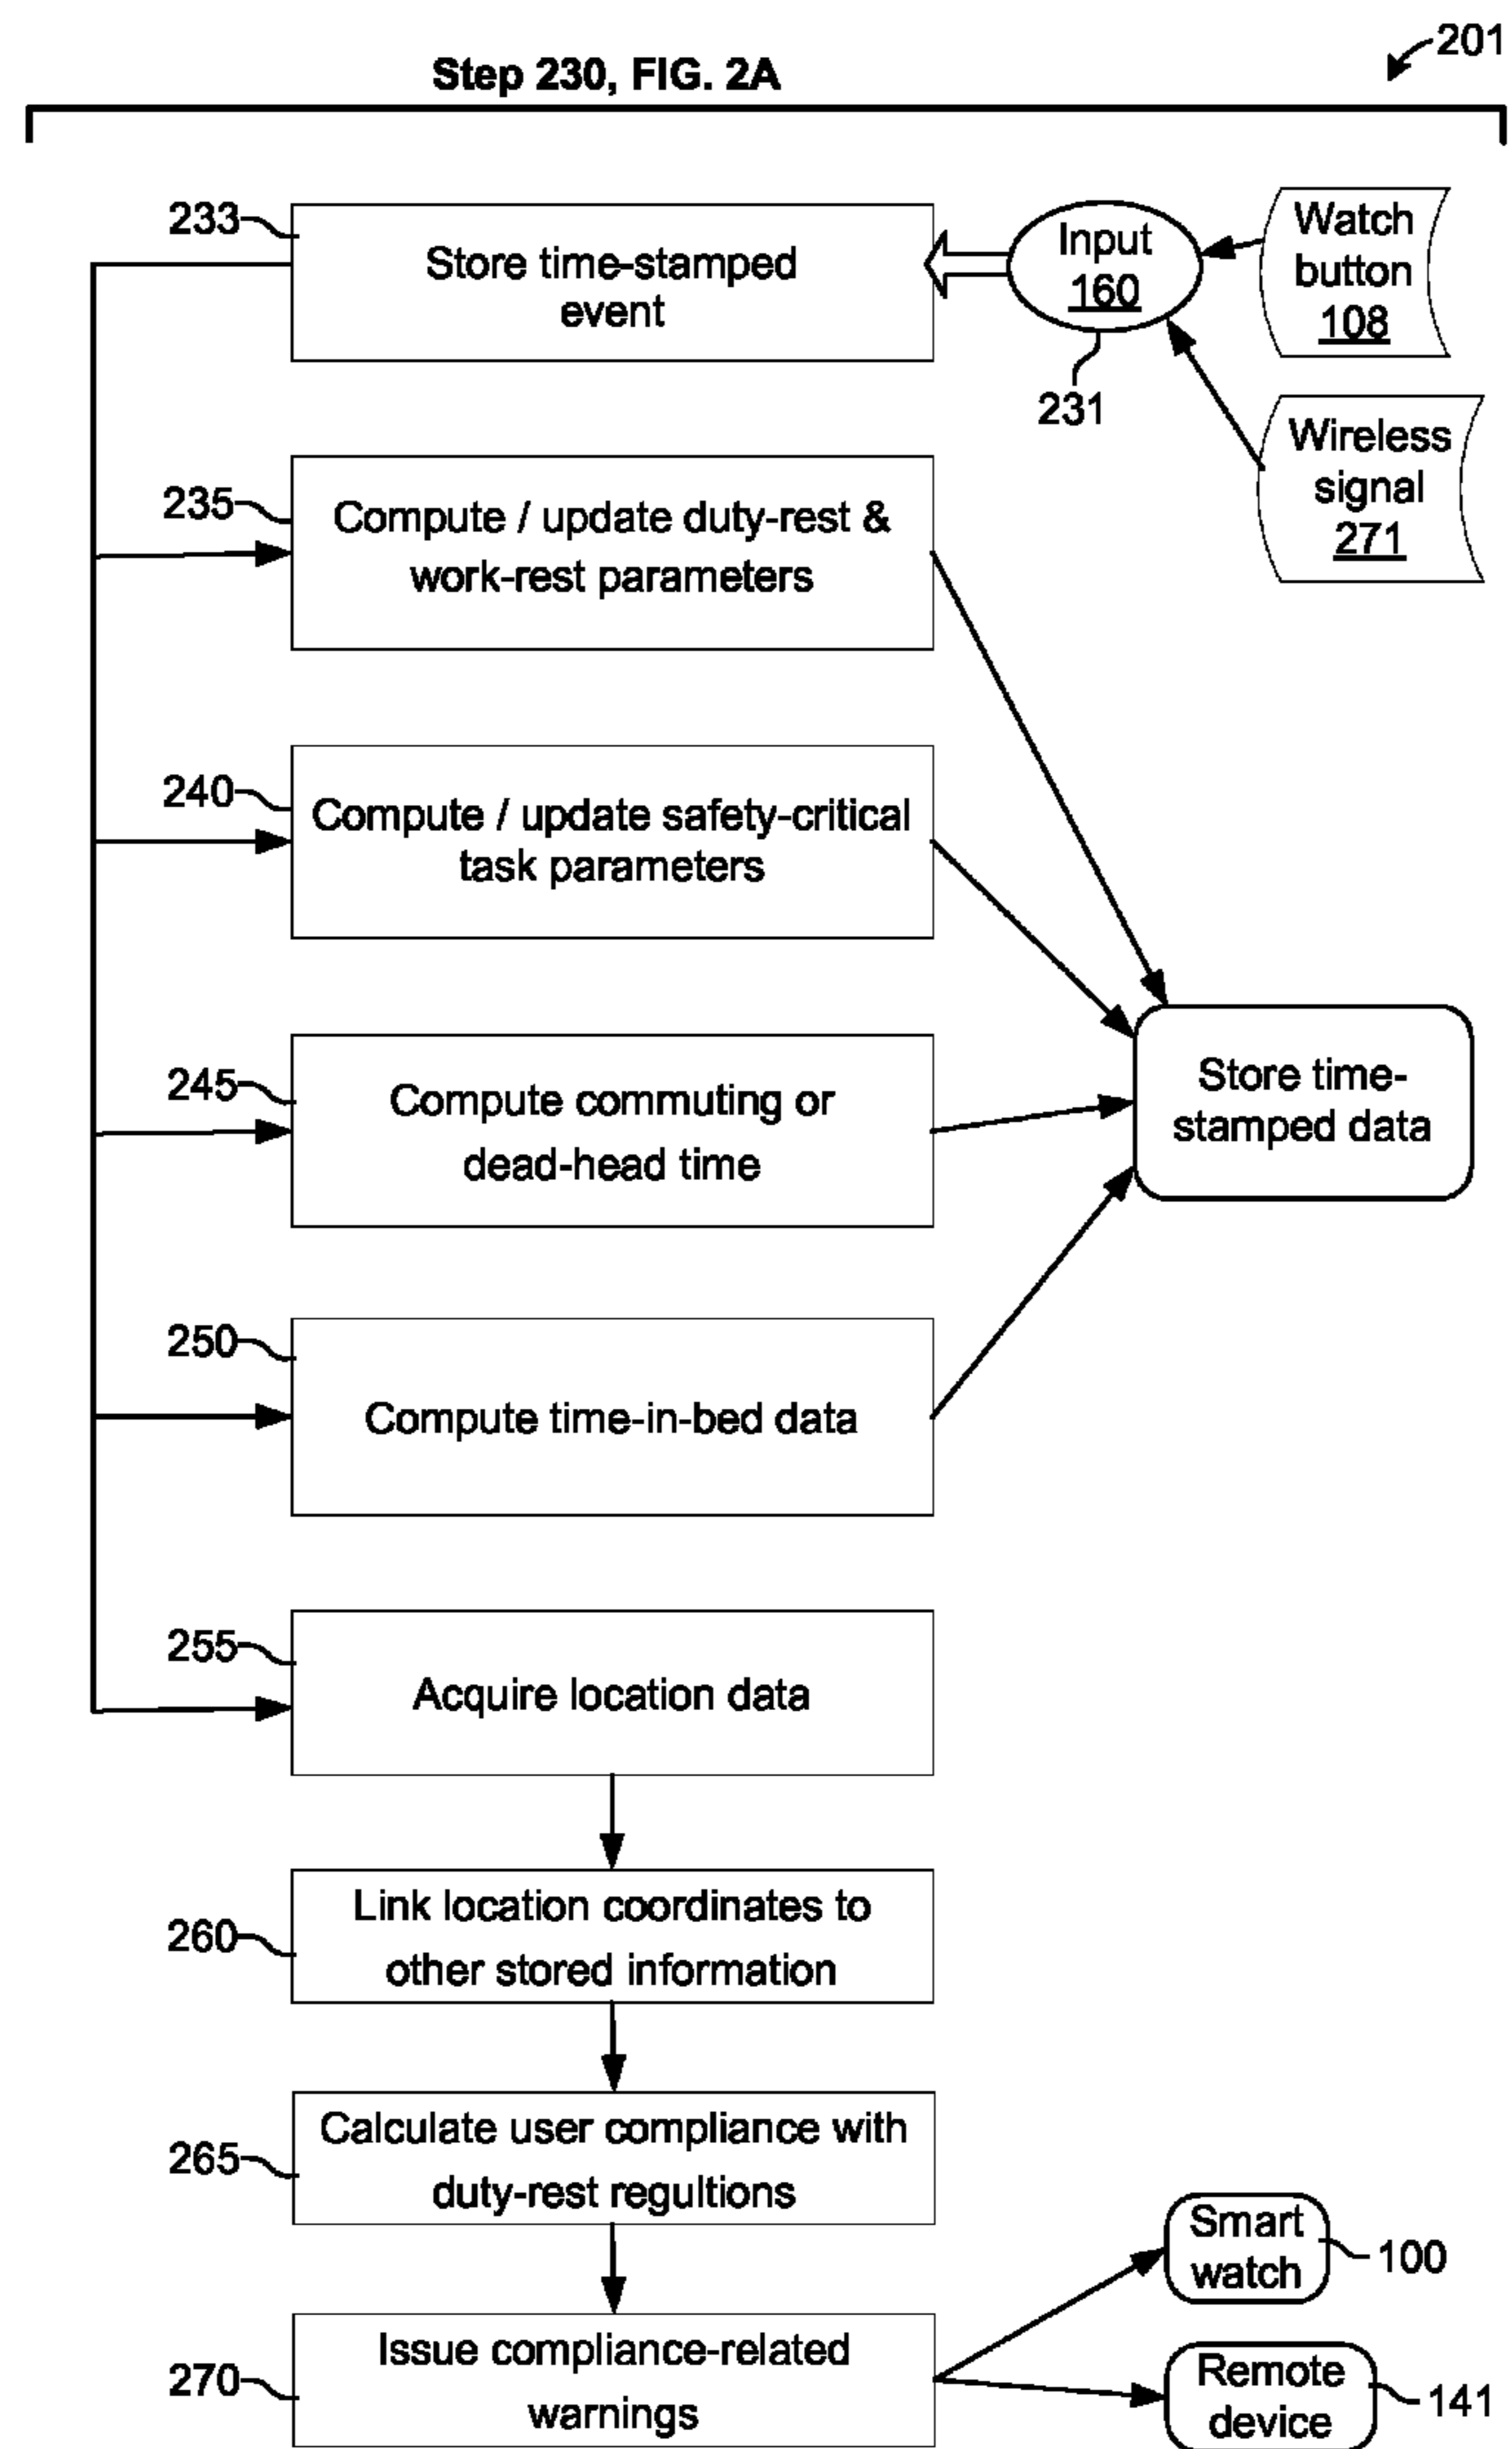 201
Step 230, FIG. 2A
233
Store time-stamped
event
Input
160
231
Watch
button
108
Wireless
signal
271
235
Compute / update duty-rest &
work-rest parameters
240
Compute / update safety-critical
task parameters
245
Compute commuting or
dead-head time
Store time-
stamped data
250
Compute time-in-bed data
255
Acquire location data
260
Link location coordinates to
other stored information
265
Calculate user compliance with
duty-rest regultions
270
Issue compliance-related
warnings
Smart
watch
100
Remote
device
141